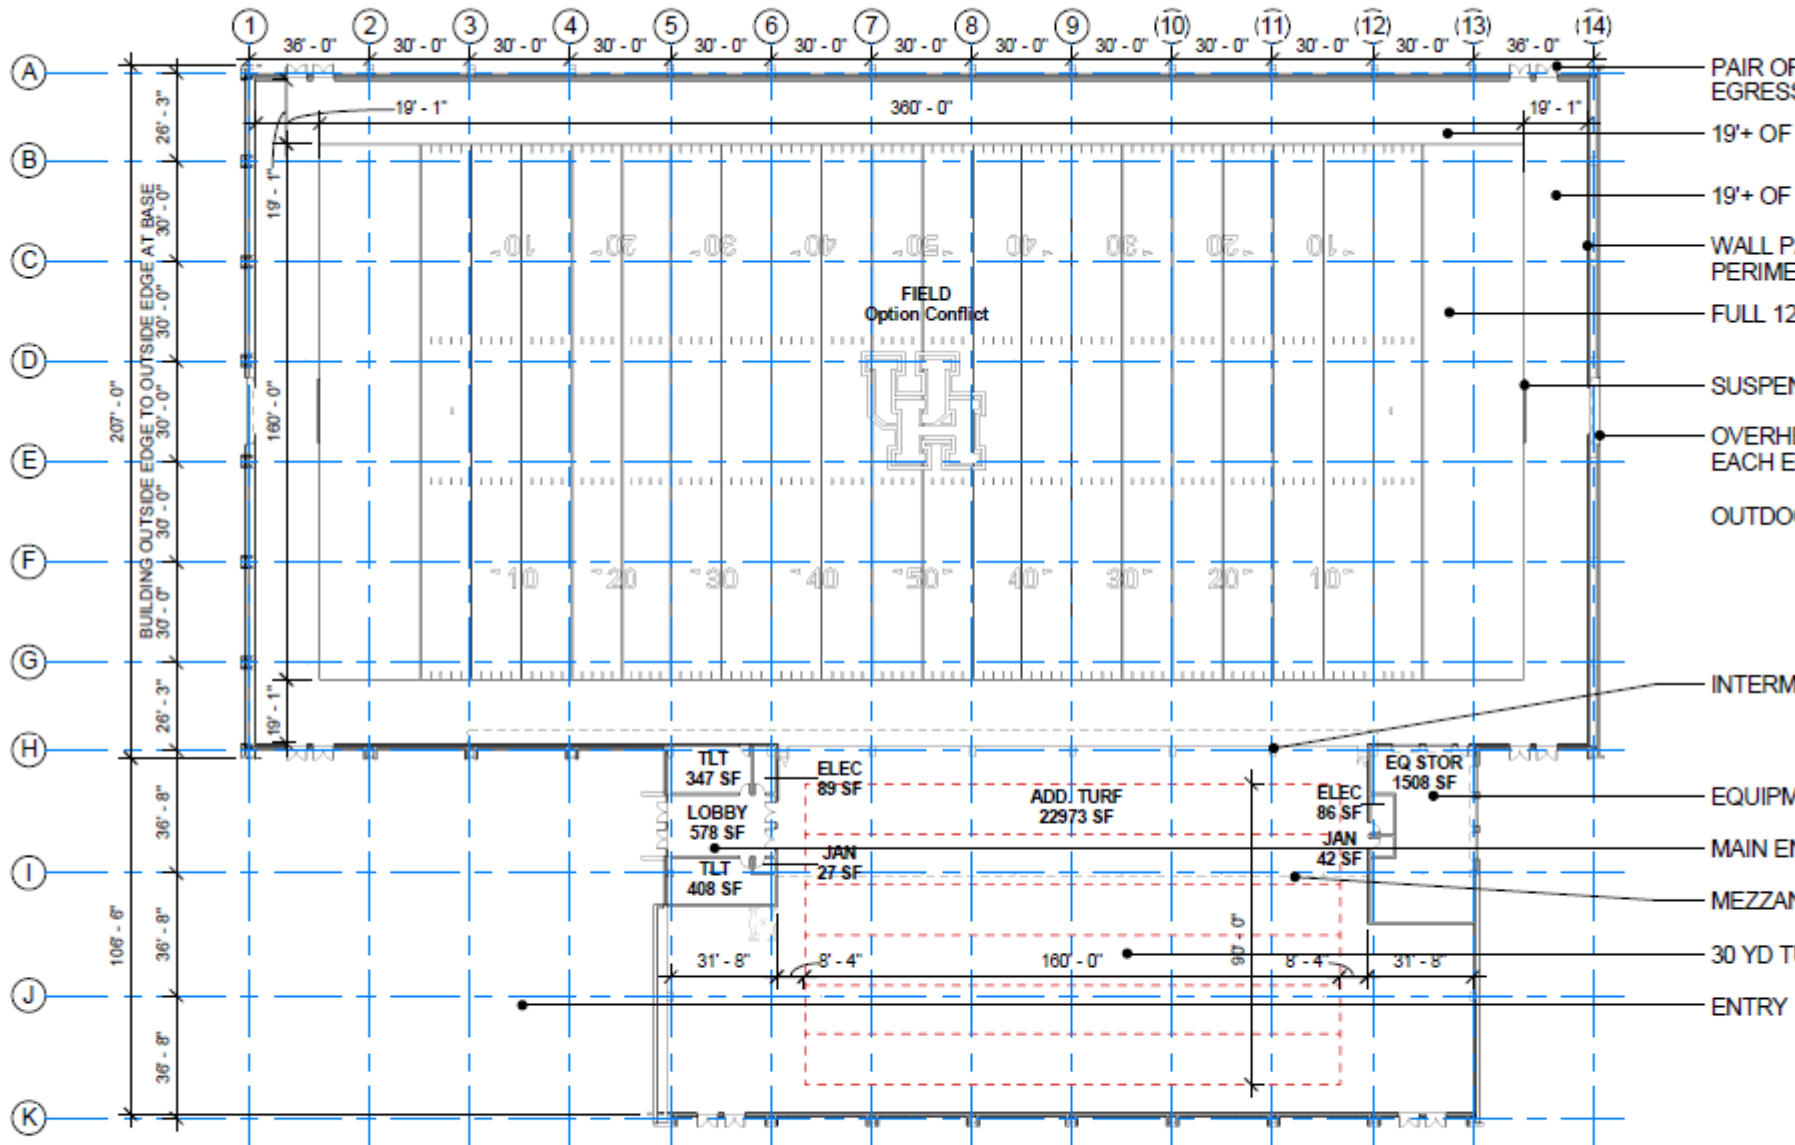 1 2 3 4 5 6 7 8 9 10 11 12 13 14
36' - 0" 30' - 0" 30' - 0" 30' - 0" 30' - 0" 30' - 0" 30' - 0" 30' - 0" 30' - 0" 30' - 0" 30' - 0" 30' - 0" 36' - 0"
A
PAIR OF
EGRESS
26' - 3"
19' - 1" 360' - 0" 19' - 1"
19'+ OF
B
19' - 1"
19'+ OF
30' - 0"
10 20 30 40 50 40 30 20 10
WALL PA
PERIME
C
30' - 0"
FIELD
Option Conflict
FULL 12
D
207' - 0"
BUILDING OUTSIDE EDGE TO OUTSIDE EDGE AT BASE
30' - 0"
160' - 0"
SUSPEN
UH
OVERHE
EACH E
E
30' - 0"
OUTDO
F
10 20 30 40 50 40 30 20 10
30' - 0"
G
26' - 3"
19' - 1"
INTERM
H
TLT
347 SF
ELEC
89 SF
EQ STOR
1508 SF
36' - 8"
ADD. TURF
22973 SF
ELEC
86 SF
EQUIPM
LOBBY
578 SF
JAN
42 SF
MAIN EN
JAN
27 SF
I
TLT
408 SF
MEZZAN
106' - 6"
36' - 8"
90' - 0"
31' - 8" 8' - 4" 160' - 0" 8' - 4" 31' - 8"
30 YD TU
J
ENTRY
36' - 8"
K